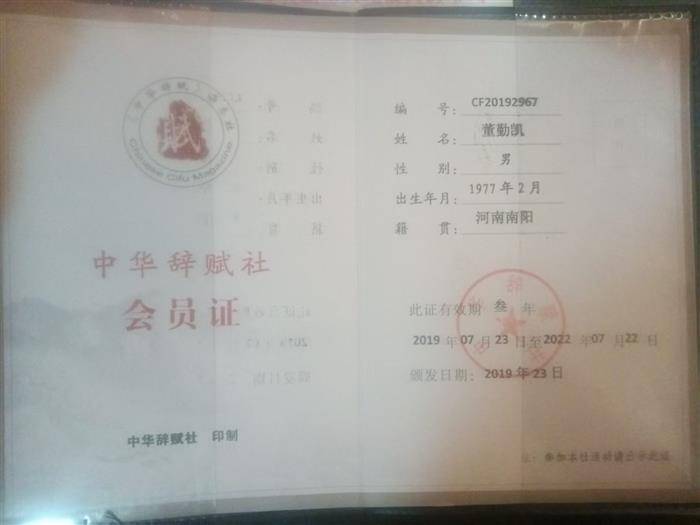 Chinese Cifu Magazine
赋
中华辞赋社
会员证
中华辞赋社 印制
编 号: CF20192967
姓 名: 董勤凯
性 别: 男
出生年月: 1977年2月
籍 贯: 河南南阳
此证有效期 叁 年
2019年07月23日至2022年07月22日
颁发日期: 2019年23日